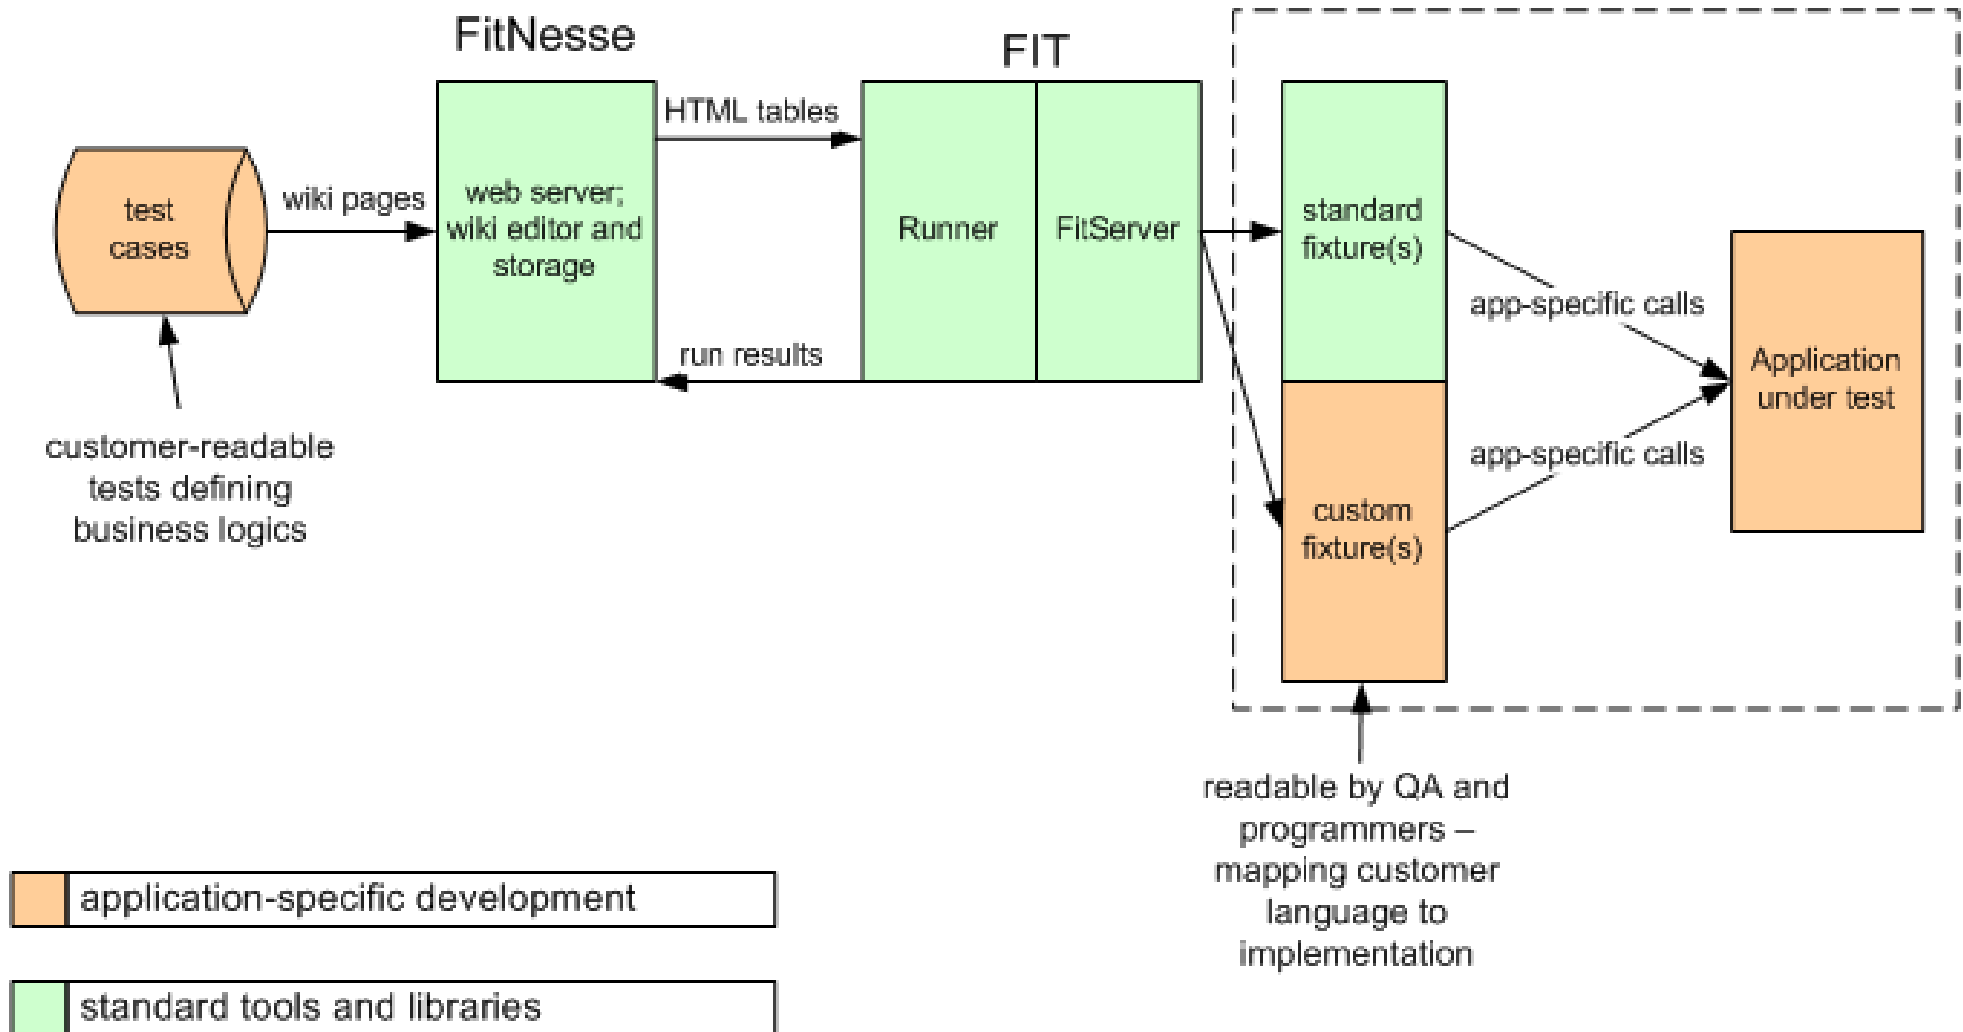 FitNesse
FIT
test
cases
wiki pages
web server;
wiki editor and
storage
HTML tables
run results
Runner
FitServer
standard
fixture(s)
custom
fixture(s)
app-specific calls
app-specific calls
Application
under test
customer-readable
tests defining
business logics
readable by QA and
programmers –
mapping customer
language to
implementation
application-specific development
standard tools and libraries